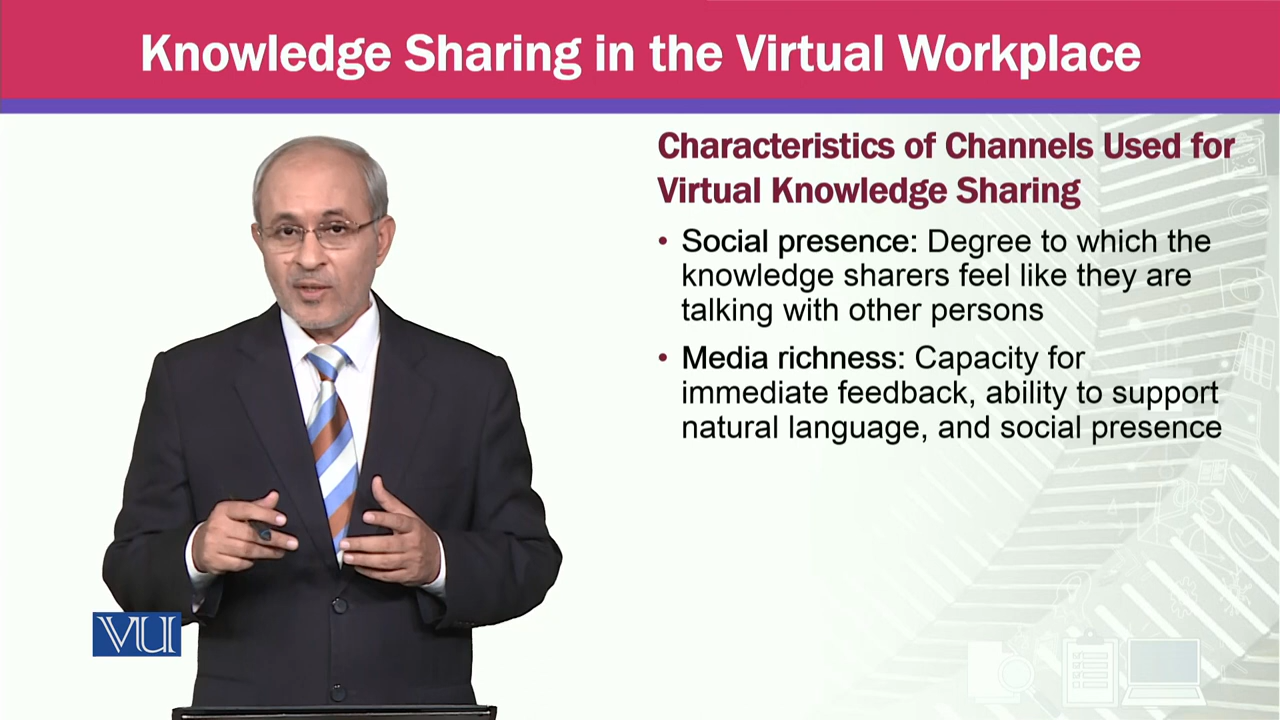 Knowledge Sharing in the Virtual Workplace
Characteristics of Channels Used for
Virtual Knowledge Sharing
• Social presence: Degree to which the
knowledge sharers feel like they are
talking with other persons
• Media richness: Capacity for
immediate feedback, ability to support
natural language, and social presence
VU